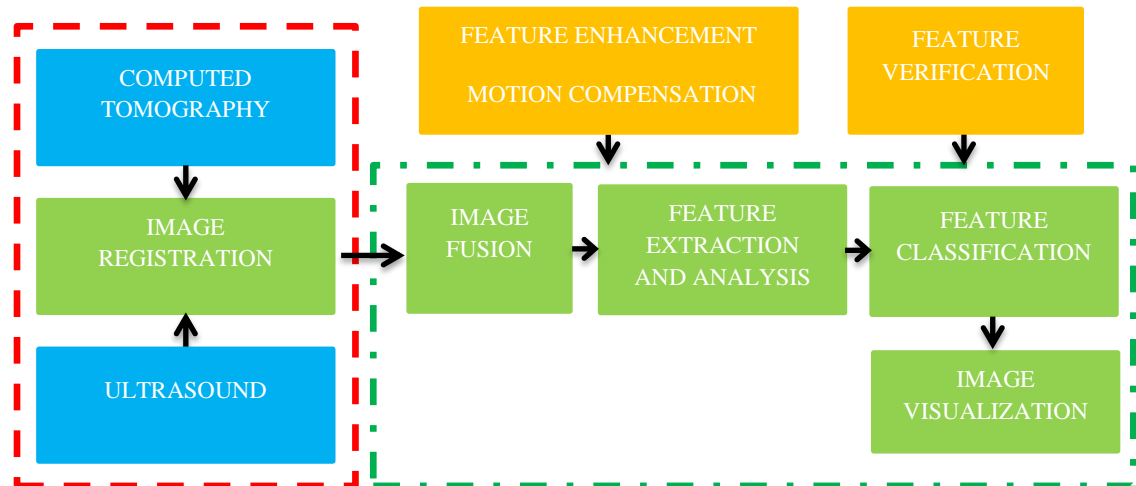 COMPUTED
TOMOGRAPHY
IMAGE
REGISTRATION
ULTRASOUND
FEATURE ENHANCEMENT
MOTION COMPENSATION
FEATURE
VERIFICATION
IMAGE
FUSION
FEATURE
EXTRACTION
AND ANALYSIS
FEATURE
CLASSIFICATION
IMAGE
VISUALIZATION